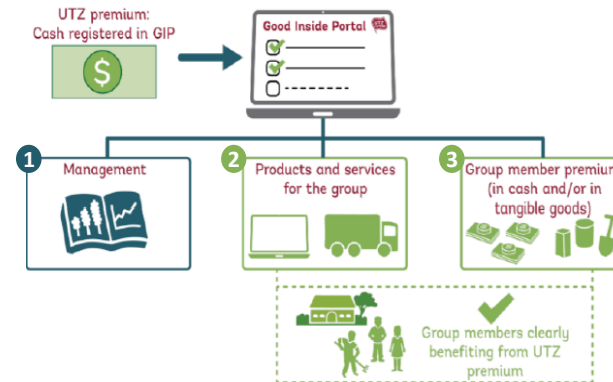 UTZ premium:
Cash registered in GIP
$
Good Inside Portal
UTZ
1
Management
2
Products and services
for the group
3
Group member premium
(in cash and/or in
tangible goods)
Group members clearly
benefiting from UTZ
premium